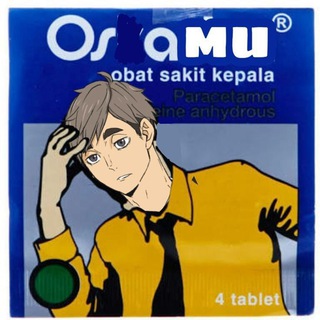 OsaMU®
obat sakit kepala
Paracetamol
eine anhydrous
4 tablet